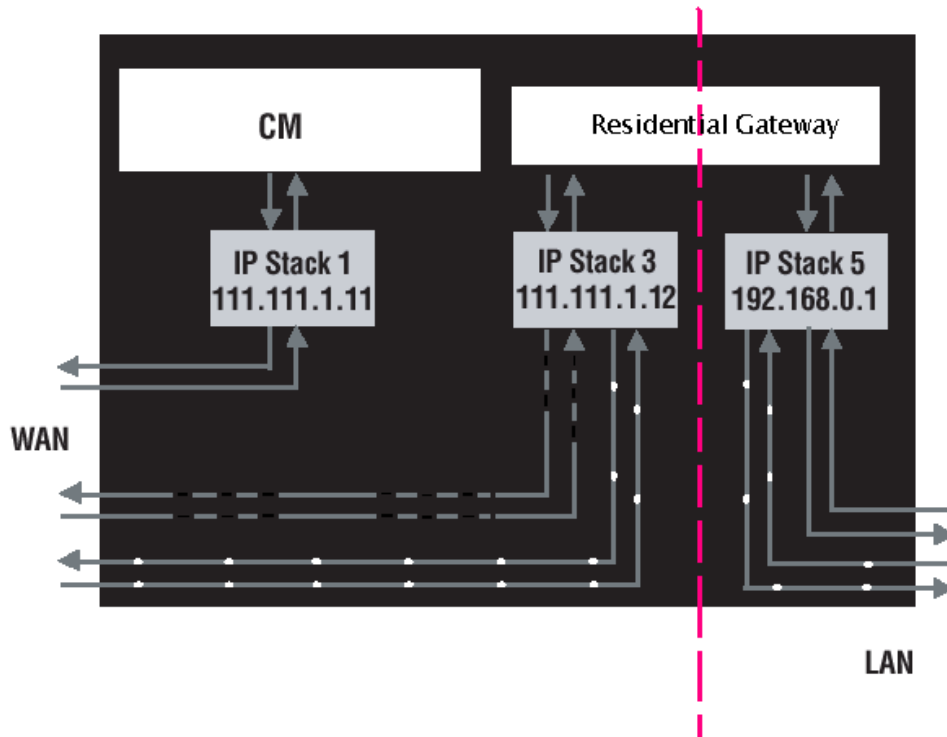 CM
Residential Gateway
IP Stack 1
111.111.1.11
IP Stack 3
111.111.1.12
IP Stack 5
192.168.0.1
WAN
LAN